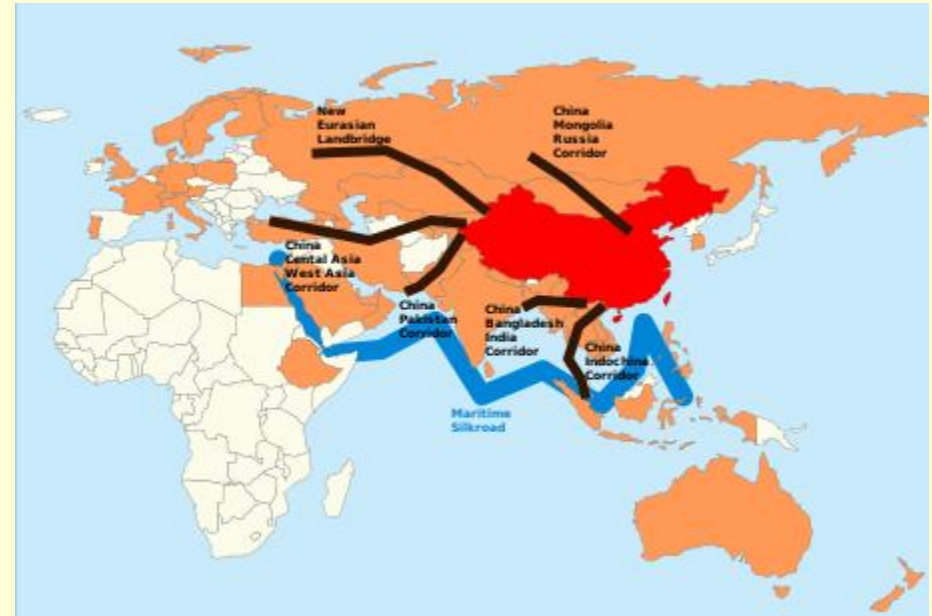 New
Eurasian
Landbridge
China
Mongolia
Russia
Corridor
China
Cental Asia
West Asia
Corridor
China
Pakistan
Corridor
China
Bangladesh
India
Corridor
China
Indochina
Corridor
Maritime
Silkroad